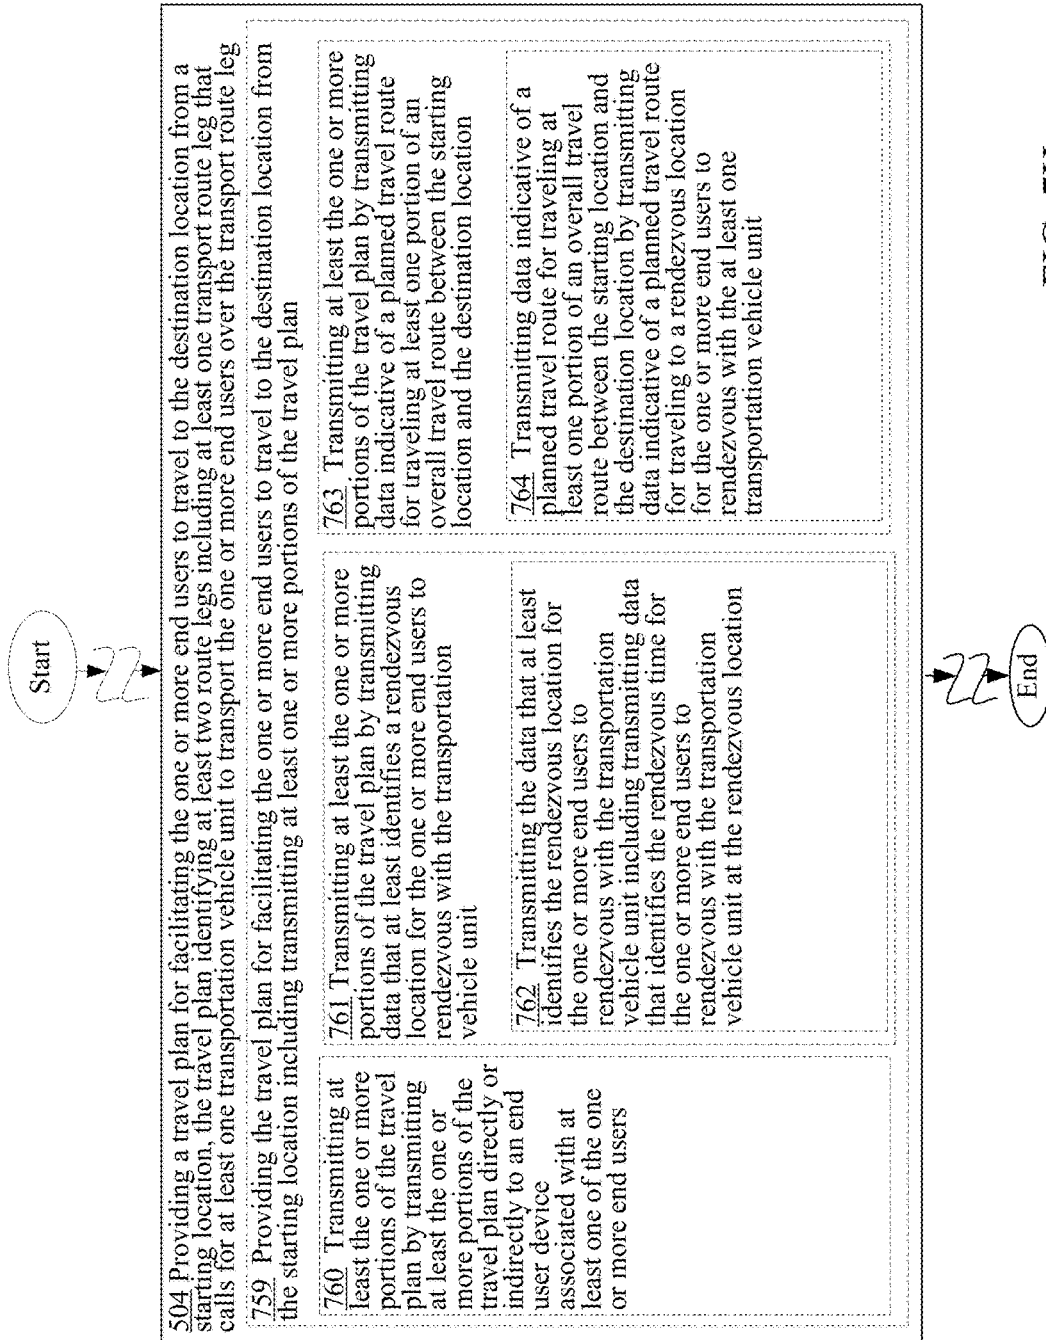 Start
504 Providing a travel plan for facilitating the one or more end users to travel to the destination location from a
starting location, the travel plan identifying at least two route legs including at least one transport route leg that
calls for at least one transportation vehicle unit to transport the one or more end users over the transport route leg
759 Providing the travel plan for facilitating the one or more end users to travel to the destination location from
the starting location including transmitting at least one or more portions of the travel plan
760 Transmitting at
least the one or more
portions of the travel
plan by transmitting
at least the one or
more portions of the
travel plan directly or
indirectly to an end
user device
associated with at
least one of the one
or more end users
761 Transmitting at least the one or more
portions of the travel plan by transmitting
data that at least identifies a rendezvous
location for the one or more end users to
rendezvous with the transportation
vehicle unit
762 Transmitting the data that at least
identifies the rendezvous location for
the one or more end users to
rendezvous with the transportation
vehicle unit including transmitting data
that identifies the rendezvous time for
the one or more end users to
rendezvous with the transportation
vehicle unit at the rendezvous location
763 Transmitting at least the one or more
portions of the travel plan by transmitting
data indicative of a planned travel route
for traveling at least one portion of an
overall travel route between the starting
location and the destination location
764 Transmitting data indicative of a
planned travel route for traveling at
least one portion of an overall travel
route between the starting location and
the destination location by transmitting
data indicative of a planned travel route
for traveling to a rendezvous location
for the one or more end users to
rendezvous with the at least one
transportation vehicle unit
End